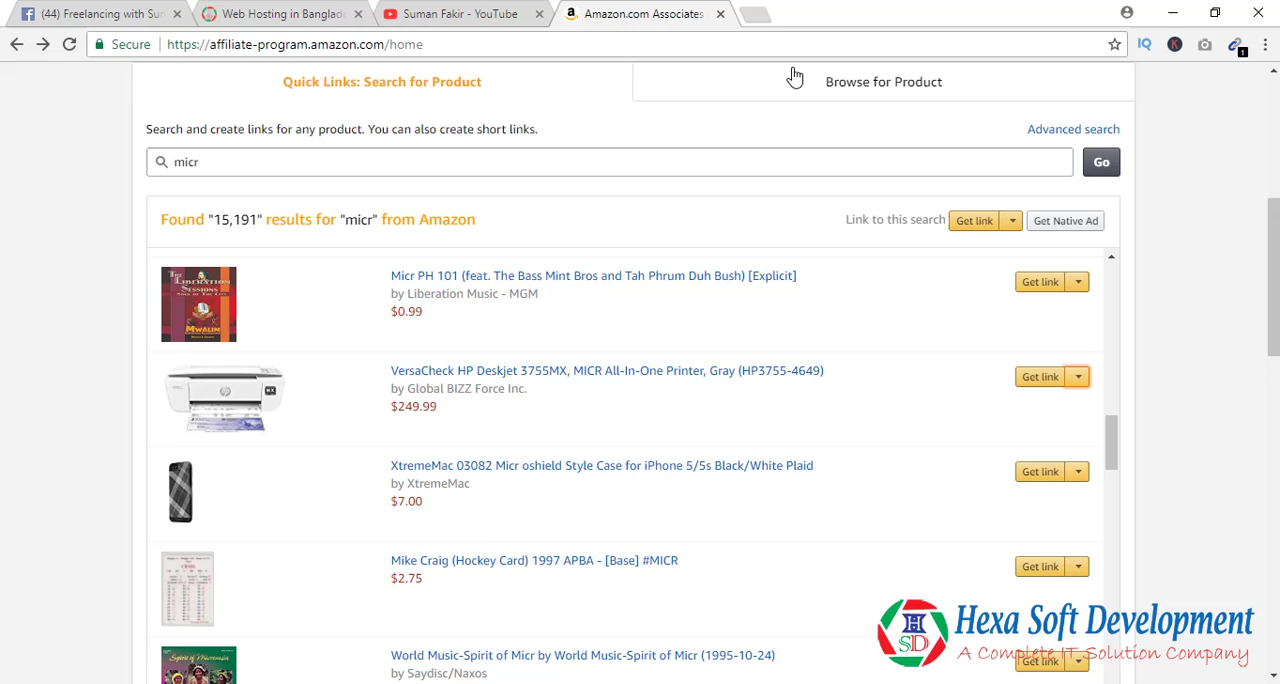 (44) Freelancing with Sun
Web Hosting in Banglade
Suman Fakir - YouTube
Amazon.com Associates
Secure
https://affiliate-program.amazon.com/home
IQ
K
1
Quick Links: Search for Product
Browse for Product
Search and create links for any product. You can also create short links.
Advanced search
micr
Go
Found "15,191" results for "micr" from Amazon
Link to this search
Get link
Get Native Ad
Micr PH 101 (feat. The Bass Mint Bros and Tah Phrum Duh Bush) [Explicit]
by Liberation Music - MGM
$0.99
Get link
VersaCheck HP Deskjet 3755MX, MICR All-In-One Printer, Gray (HP3755-4649)
by Global BIZZ Force Inc.
$249.99
Get link
XtremeMac 03082 Micr oshield Style Case for iPhone 5/5s Black/White Plaid
by XtremeMac
$7.00
Get link
Mike Craig (Hockey Card) 1997 APBA - [Base] #MICR
$2.75
Get link
World Music-Spirit of Micr by World Music-Spirit of Micr (1995-10-24)
by Saydisc/Naxos
Get link
HSD
Hexa Soft Development
A Complete IT Solution Company